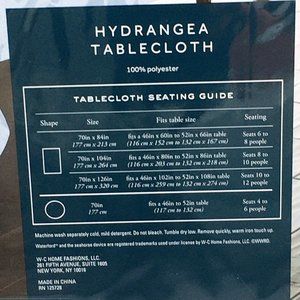 HYDRANGEA
TABLECLOTH
100% polyester
TABLECLOTH SEATING GUIDE
Shape Size Fits table size Seating
70in x 84in fits a 46in x 60in to 52in x 66in table Seats 6 to
177 cm x 213 cm (116 cm x 152 cm to 132 cm x 167 cm) 8 people
70in x 104in fits a 46in x 80in to 52in x 86in table Seats 8 to
177 cm x 264 cm (116 cm x 203 cm to 132 cm x 218 cm) 10 people
70in x 126in fits a 46in x 102in to 52in x 108in table Seats 10 to
177 cm x 320 cm (116 cm x 259 cm to 132 cm x 274 cm) 12 people
70in fits a 46in to 52in table Seats 4 to
177 cm (117 cm to 132 cm) 6 people
Machine wash separately cold, mild detergent. Do not bleach. Tumble dry low. Remove quickly, warm iron touch up.
Waterford® and the seahorse device are registered trademarks used under license by W-C Home Fashions, LLC. ©WWRD.
W-C HOME FASHIONS, LLC.
261 FIFTH AVENUE, SUITE 1605
NEW YORK, NY 10016
MADE IN CHINA
RN 125728